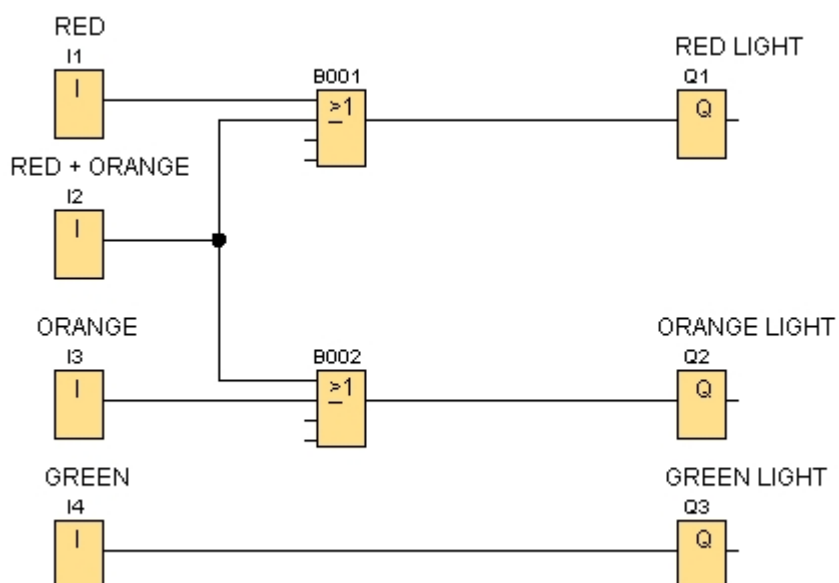 RED
I1
I
B001
≥1
RED LIGHT
Q1
Q
RED + ORANGE
I2
I
ORANGE
I3
I
B002
≥1
ORANGE LIGHT
Q2
Q
GREEN
I4
I
GREEN LIGHT
Q3
Q